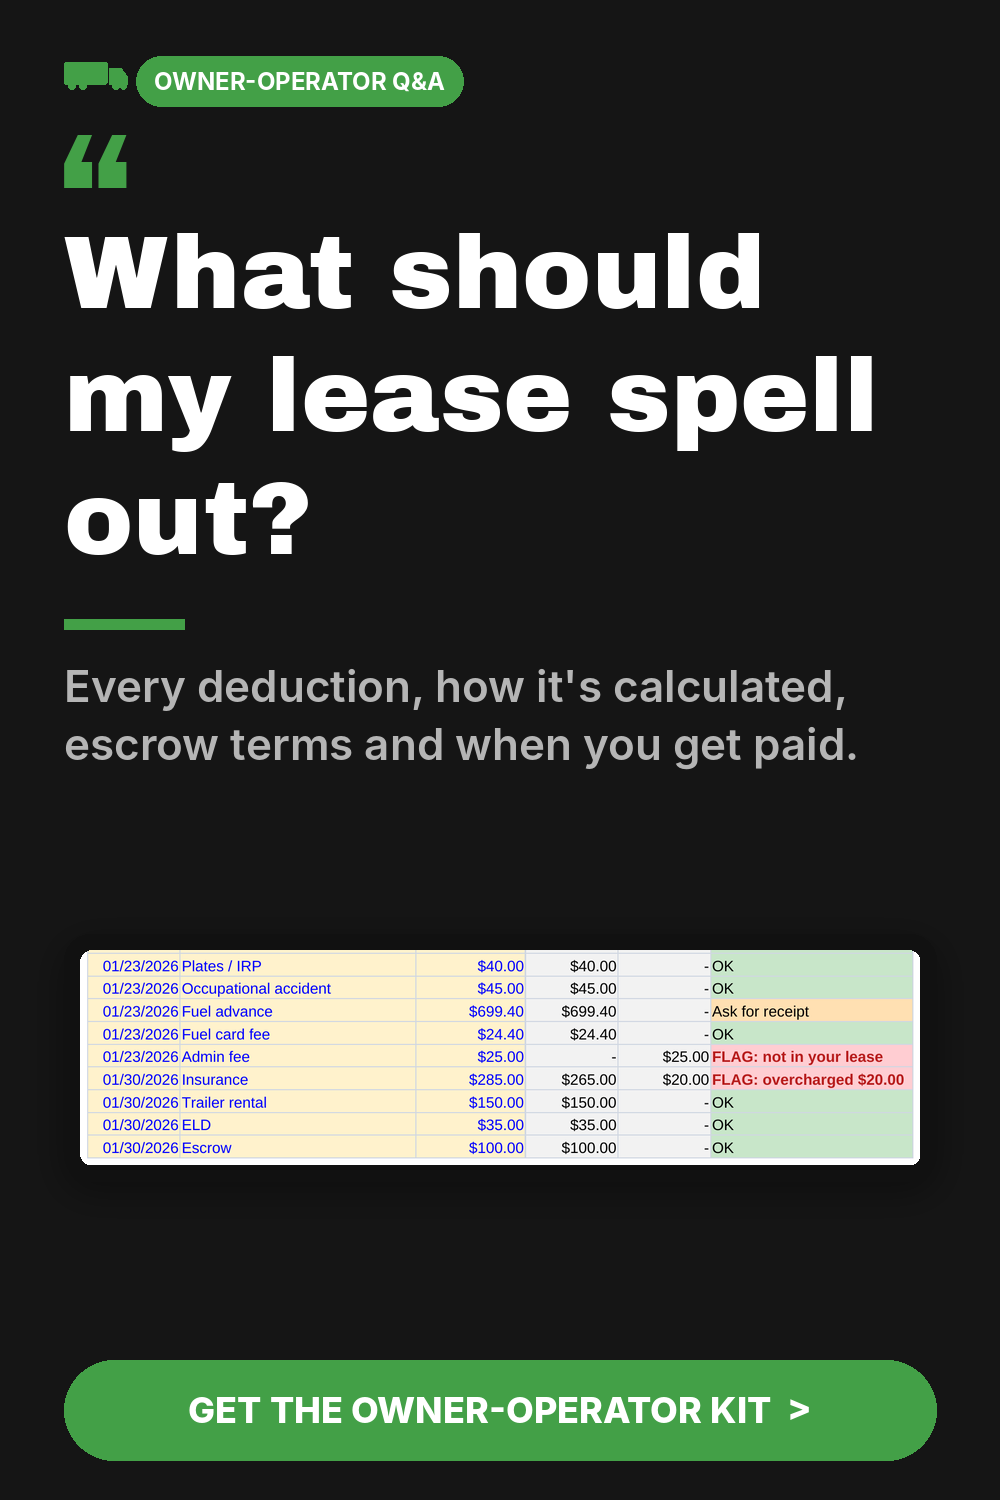 OWNER-OPERATOR Q&A
“
What should
my lease spell
out?
Every deduction, how it's calculated,
escrow terms and when you get paid.
01/23/2026 Plates / IRP $40.00 $40.00 - OK
01/23/2026 Occupational accident $45.00 $45.00 - OK
01/23/2026 Fuel advance $699.40 $699.40 - Ask for receipt
01/23/2026 Fuel card fee $24.40 $24.40 - OK
01/23/2026 Admin fee $25.00 - $25.00 FLAG: not in your lease
01/30/2026 Insurance $285.00 $265.00 $20.00 FLAG: overcharged $20.00
01/30/2026 Trailer rental $150.00 $150.00 - OK
01/30/2026 ELD $35.00 $35.00 - OK
01/30/2026 Escrow $100.00 $100.00 - OK
GET THE OWNER-OPERATOR KIT >